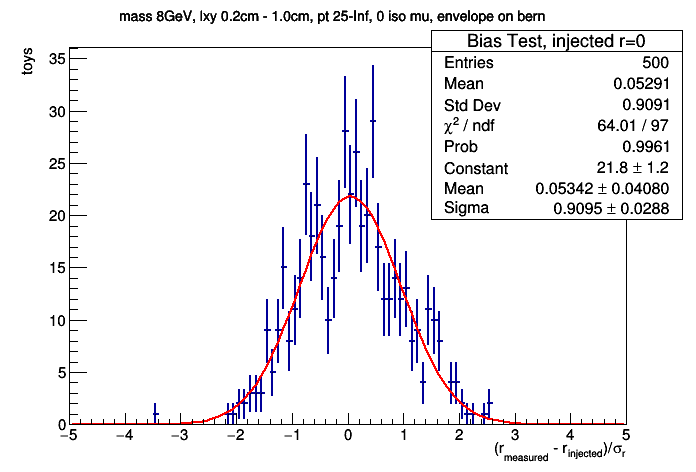 mass 8GeV, lxy 0.2cm - 1.0cm, pt 25-Inf, 0 iso mu, envelope on bern
Bias Test, injected r=0
Entries 500
Mean 0.05291
Std Dev 0.9091
χ² / ndf 64.01 / 97
Prob 0.9961
Constant 21.8 ± 1.2
Mean 0.05342 ± 0.04080
Sigma 0.9095 ± 0.0288
toys
35
30
25
20
15
10
5
0
−5 −4 −3 −2 −1 0 1 2 3 4 5
(r_measured - r_injected)/σ_r